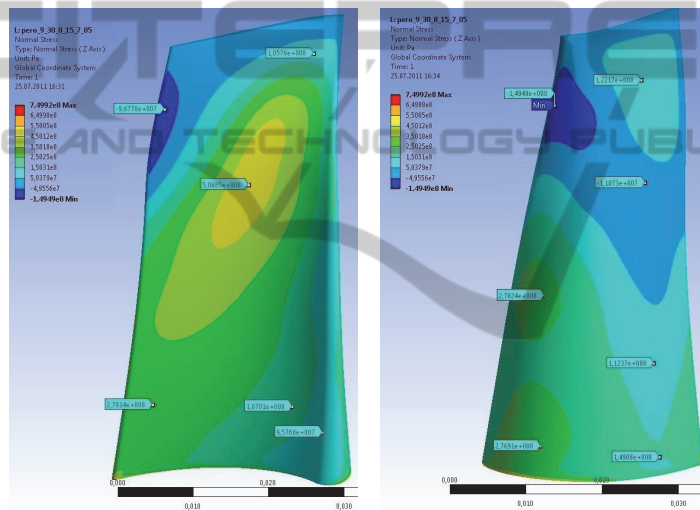 L: pero_9_30_8_15_7_05
Normal Stress
Type: Normal Stress ( Z Axis )
Unit: Pa
Global Coordinate System
Time: 1
25.07.2011 16:31
7,4992e8 Max
6,4998e8
5,5005e8
4,5012e8
3,5018e8
2,5025e8
1,5031e8
5,0379e7
-4,9556e7
-1,4949e8 Min
1,0576e+008
-9,6778e+007
5,0685e+008
2,7814e+008
1,8701e+008
9,5768e+007
0,000
0,020
0,010
0,030
L: pero_9_30_8_15_7_05
Normal Stress
Type: Normal Stress ( Z Axis )
Unit: Pa
Global Coordinate System
Time: 1
25.07.2011 16:34
7,4992e8 Max
6,4998e8
5,5005e8
4,5012e8
3,5018e8
2,5025e8
1,5031e8
5,0379e7
-4,9556e7
-1,4949e8 Min
1,2217e+008
-1,4949e+008
Min
-1,1873e+007
2,7824e+008
1,1237e+008
2,7691e+008
1,4908e+008
0,000
0,020
0,010
0,030
TECHNOLOGY